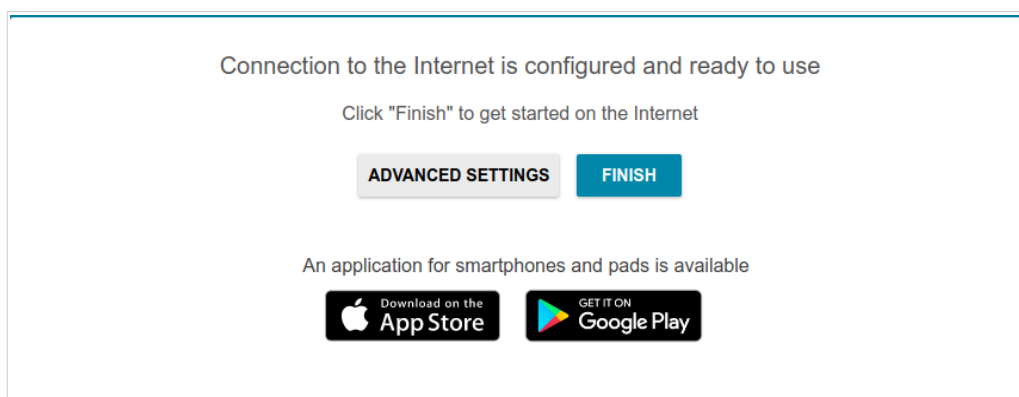 Connection to the Internet is configured and ready to use
Click "Finish" to get started on the Internet
ADVANCED SETTINGS
FINISH
An application for smartphones and pads is available
Download on the
App Store
GET IT ON
Google Play